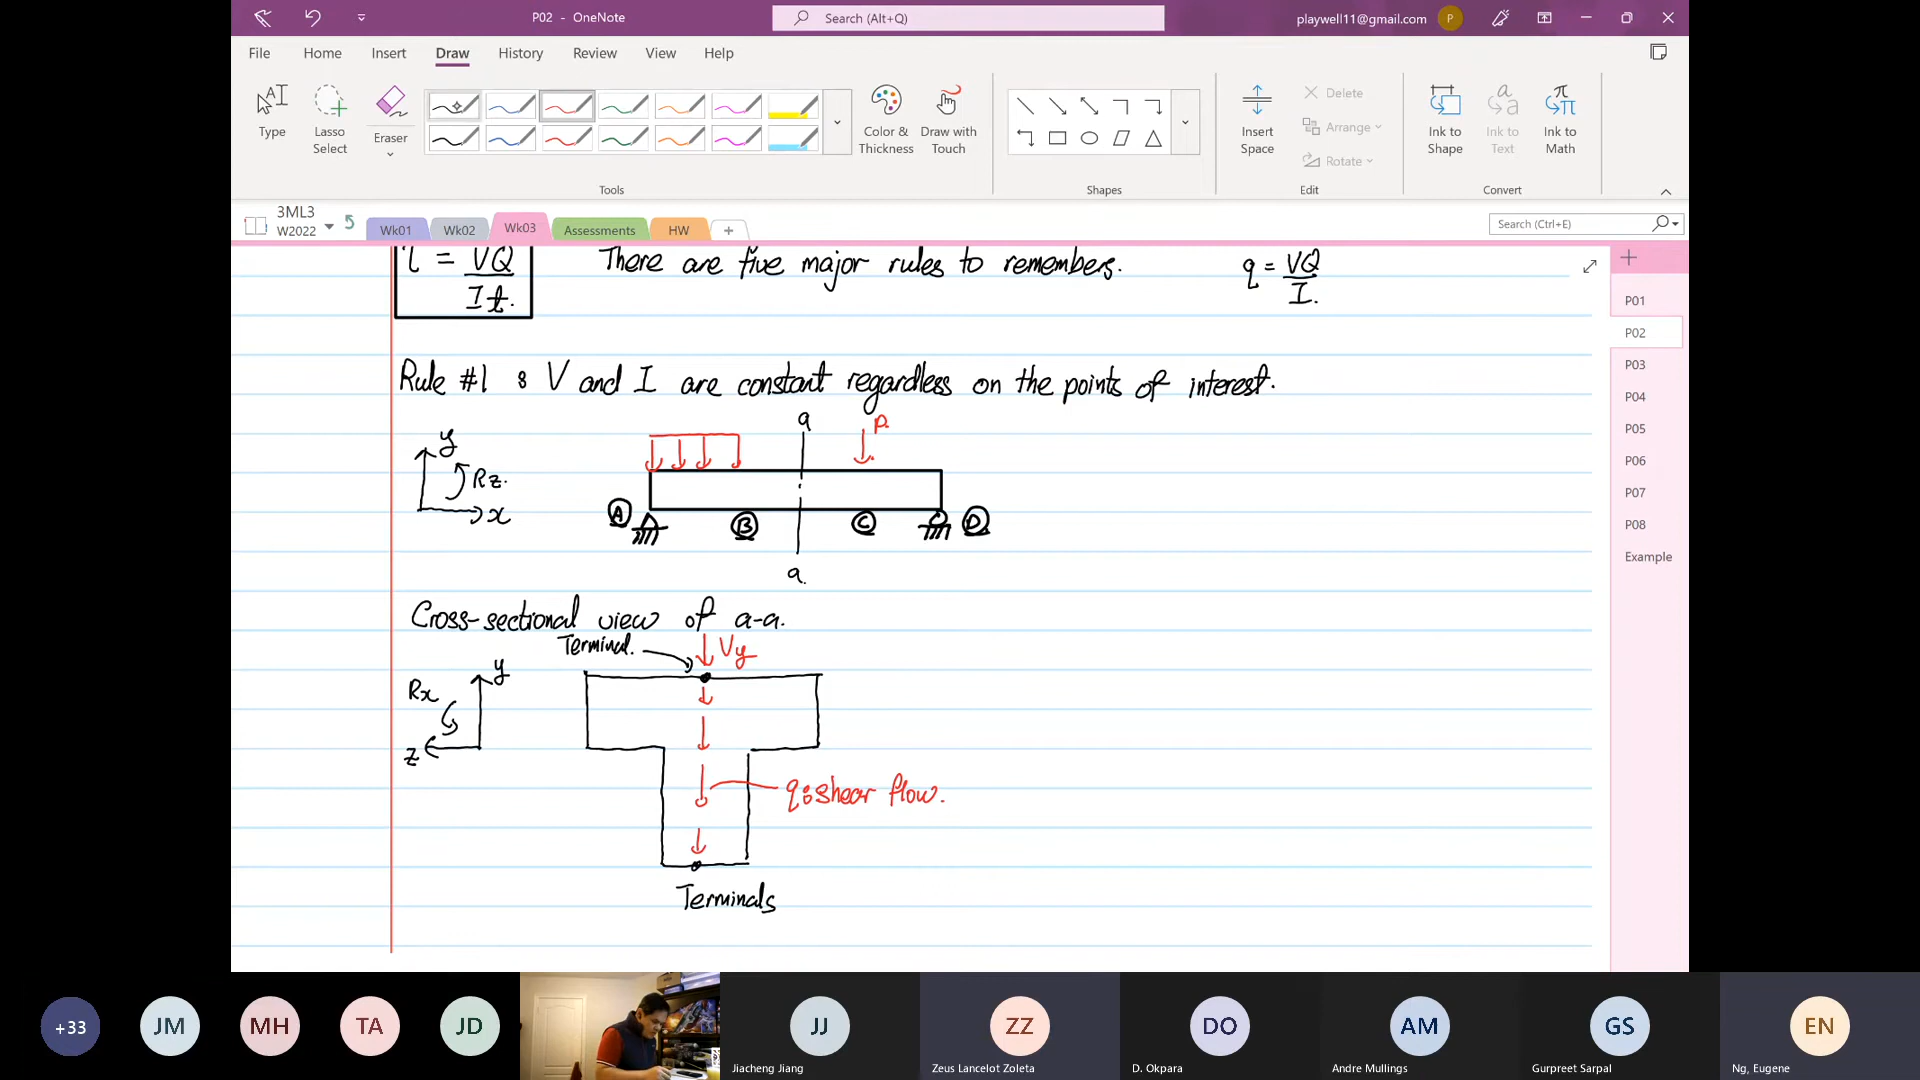 P02 - OneNote
Search (Alt+Q)
playwell11@gmail.com
P
File Home Insert Draw History Review View Help
Type
Lasso Select
Eraser
Color & Thickness
Draw with Touch
Insert Space
Delete
Arrange
Rotate
Ink to Shape
Ink to Text
Ink to Math
Tools
Shapes
Edit
Convert
3ML3
W2022
Wk01 Wk02 Wk03 Assessments HW
Search (Ctrl+E)
τ = VQ / It.
There are five major rules to remembers.
q = VQ / I.
Rule #1 : V and I are constant regardless on the points of interest.
a
P.
y
Rz.
x
A
B
C
D
a.
Cross-sectional view of a-a.
Terminal.
Vy
y
Rx
z
q: shear flow.
Terminals
P01
P02
P03
P04
P05
P06
P07
P08
Example
+33
JM
MH
TA
JD
JJ
ZZ
DO
AM
GS
EN
Jiacheng Jiang
Zeus Lancelot Zoleta
D. Okpara
Andre Mullings
Gurpreet Sarpal
Ng, Eugene